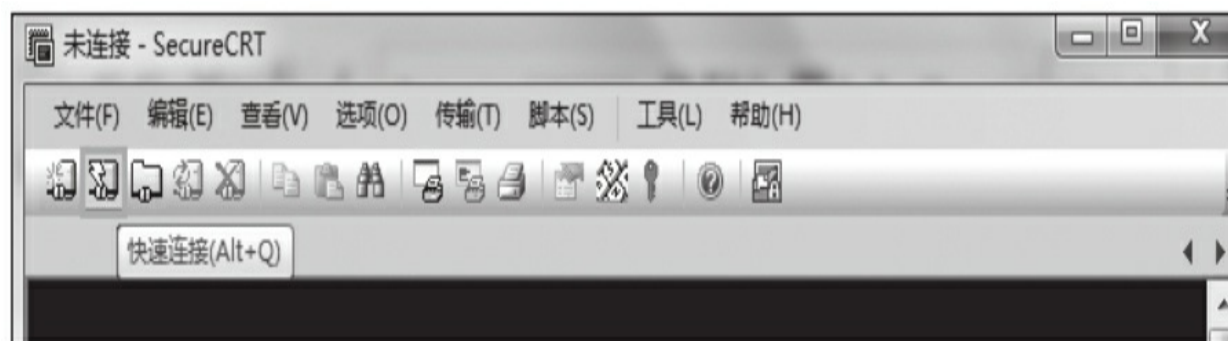 未连接 - SecureCRT
文件(F) 编辑(E) 查看(V) 选项(O) 传输(T) 脚本(S) 工具(L) 帮助(H)
快速连接(Alt+Q)